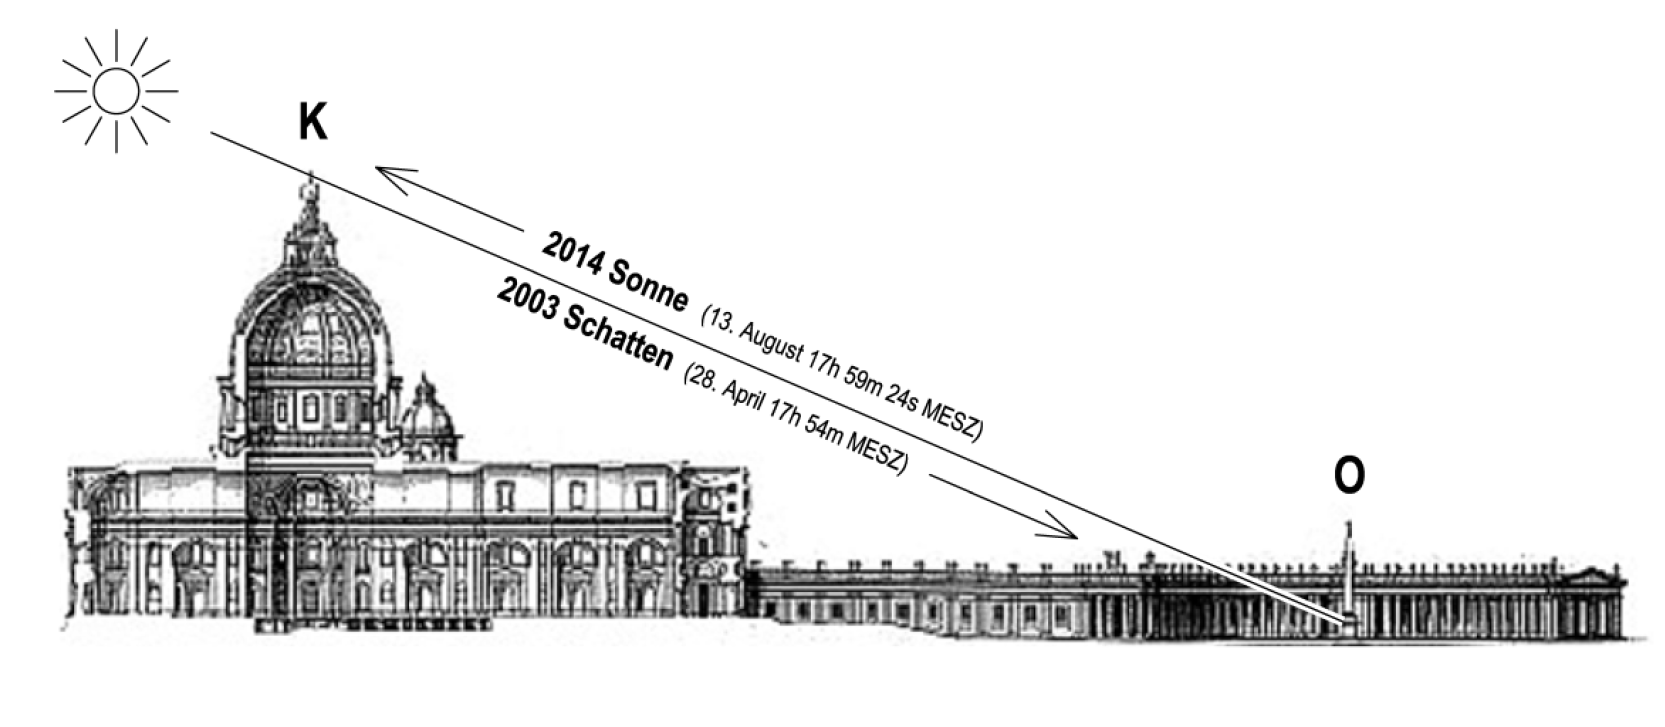 K
2014 Sonne (13. August 17h 59m 24s MESZ)
2003 Schatten (28. April 17h 54m MESZ)
O